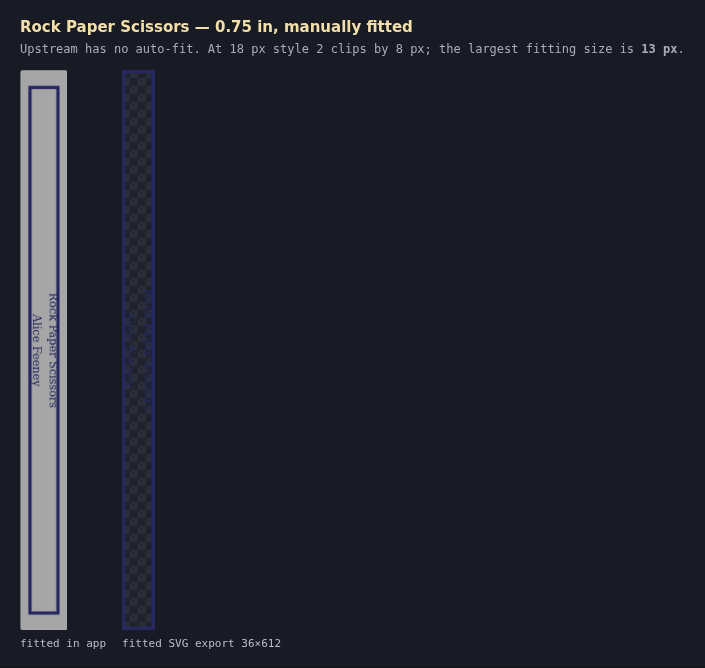 Rock Paper Scissors — 0.75 in, manually fitted
Upstream has no auto-fit. At 18 px style 2 clips by 8 px; the largest fitting size is 13 px.
Rock Paper Scissors
Alice Feeney
fitted in app
fitted SVG export 36×612